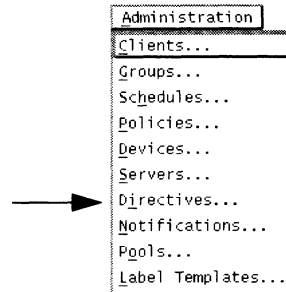 Administration
Clients...
Groups...
Schedules...
Policies...
Devices...
Servers...
Directives...
Notifications...
Pools...
Label Templates...